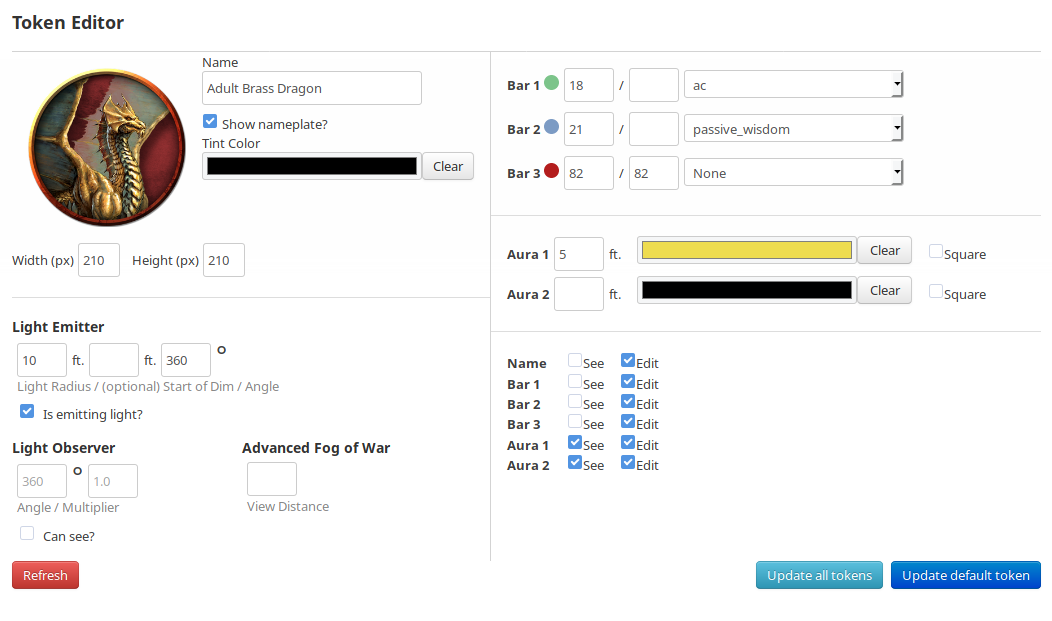 Token Editor
Name
Adult Brass Dragon
Show nameplate?
Tint Color
Clear
Width (px) 210 Height (px) 210
Light Emitter
10 ft. ft. 360 o
Light Radius / (optional) Start of Dim / Angle
Is emitting light?
Light Observer
360 o 1.0
Angle / Multiplier
Can see?
Advanced Fog of War
View Distance
Refresh
Bar 1 18 / ac
Bar 2 21 / passive_wisdom
Bar 3 82 / 82 None
Aura 1 5 ft. Clear Square
Aura 2 ft. Clear Square
Name See Edit
Bar 1 See Edit
Bar 2 See Edit
Bar 3 See Edit
Aura 1 See Edit
Aura 2 See Edit
Update all tokens Update default token